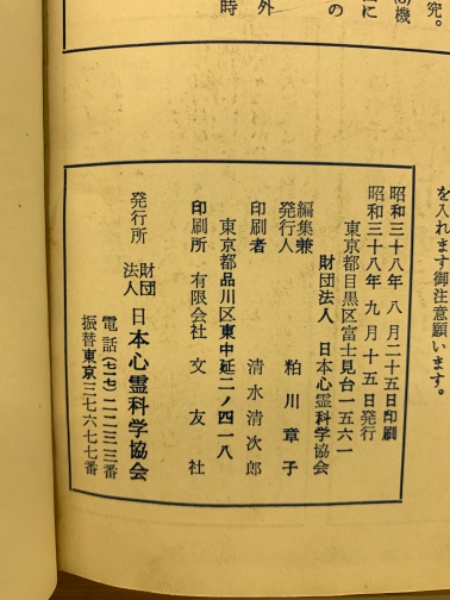 究。
機
に
の
外
時
を入れます御注意願います。
昭和三十八年 八 月二十五日印刷
昭和三十八年 九 月 十 五 日 発行
東京都目黒区富士見台一五六一
財団法人 日本心霊科学協会
編集兼
発行人 粕川章子
印刷者 清水清次郎
東京都品川区東中延二ノ四一八
印刷所 有限会社 文友社
発行所 財団
法人 日本心霊科学協会
電話(七一七)二二三三番
振替東京三七六七七番